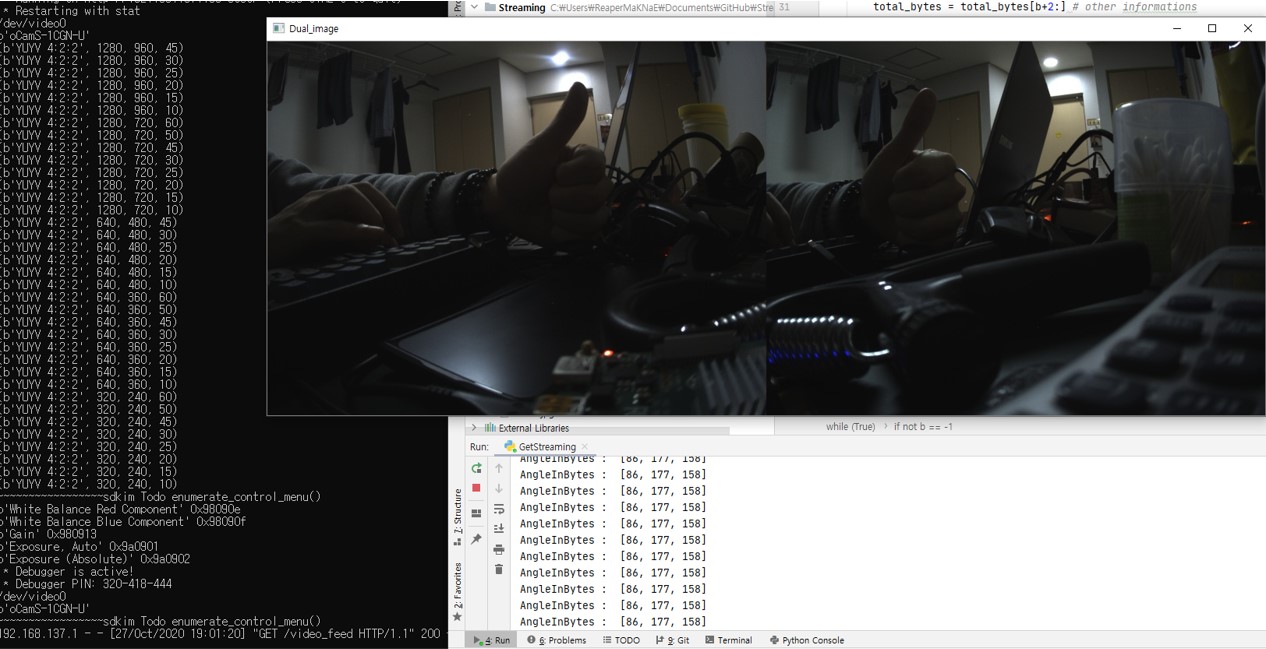 * Restarting with stat
/dev/video0
b'oCamS-1CGN-U'
(b'YUYV 4:2:2', 1280, 960, 45)
(b'YUYV 4:2:2', 1280, 960, 30)
(b'YUYV 4:2:2', 1280, 960, 25)
(b'YUYV 4:2:2', 1280, 960, 20)
(b'YUYV 4:2:2', 1280, 960, 15)
(b'YUYV 4:2:2', 1280, 960, 10)
(b'YUYV 4:2:2', 1280, 720, 60)
(b'YUYV 4:2:2', 1280, 720, 50)
(b'YUYV 4:2:2', 1280, 720, 45)
(b'YUYV 4:2:2', 1280, 720, 30)
(b'YUYV 4:2:2', 1280, 720, 25)
(b'YUYV 4:2:2', 1280, 720, 20)
(b'YUYV 4:2:2', 1280, 720, 15)
(b'YUYV 4:2:2', 1280, 720, 10)
(b'YUYV 4:2:2', 640, 480, 45)
(b'YUYV 4:2:2', 640, 480, 30)
(b'YUYV 4:2:2', 640, 480, 25)
(b'YUYV 4:2:2', 640, 480, 20)
(b'YUYV 4:2:2', 640, 480, 15)
(b'YUYV 4:2:2', 640, 480, 10)
(b'YUYV 4:2:2', 640, 360, 60)
(b'YUYV 4:2:2', 640, 360, 50)
(b'YUYV 4:2:2', 640, 360, 45)
(b'YUYV 4:2:2', 640, 360, 30)
(b'YUYV 4:2:2', 640, 360, 25)
(b'YUYV 4:2:2', 640, 360, 20)
(b'YUYV 4:2:2', 640, 360, 15)
(b'YUYV 4:2:2', 640, 360, 10)
(b'YUYV 4:2:2', 320, 240, 60)
(b'YUYV 4:2:2', 320, 240, 50)
(b'YUYV 4:2:2', 320, 240, 45)
(b'YUYV 4:2:2', 320, 240, 30)
(b'YUYV 4:2:2', 320, 240, 25)
(b'YUYV 4:2:2', 320, 240, 20)
(b'YUYV 4:2:2', 320, 240, 15)
(b'YUYV 4:2:2', 320, 240, 10)
~~~~~~~~~~~~~~~~~~sdkim Todo enumerate_control_menu()
b'White Balance Red Component' 0x98090e
b'White Balance Blue Component' 0x98090f
b'Gain' 0x980913
b'Exposure, Auto' 0x9a0901
b'Exposure (Absolute)' 0x9a0902
* Debugger is active!
* Debugger PIN: 320-418-444
/dev/video0
b'oCamS-1CGN-U'
~~~~~~~~~~~~~~~~~~sdkim Todo enumerate_control_menu()
192.168.137.1 - - [27/Oct/2020 19:01:20] "GET /video_feed HTTP/1.1" 200 -
Streaming C:₩Users₩ReaperMaKNaE₩Documents₩GitHub₩Stre
31
total_bytes = total_bytes[b+2:] # other informations
Dual_image
External Libraries
while (True) › if not b == -1
Run: GetStreaming
AngleInBytes : [86, 177, 158]
AngleInBytes : [86, 177, 158]
AngleInBytes : [86, 177, 158]
AngleInBytes : [86, 177, 158]
AngleInBytes : [86, 177, 158]
AngleInBytes : [86, 177, 158]
AngleInBytes : [86, 177, 158]
AngleInBytes : [86, 177, 158]
AngleInBytes : [86, 177, 158]
AngleInBytes : [86, 177, 158]
AngleInBytes : [86, 177, 158]
7: Structure
2: Favorites
4: Run 6: Problems TODO 9: Git Terminal Python Console